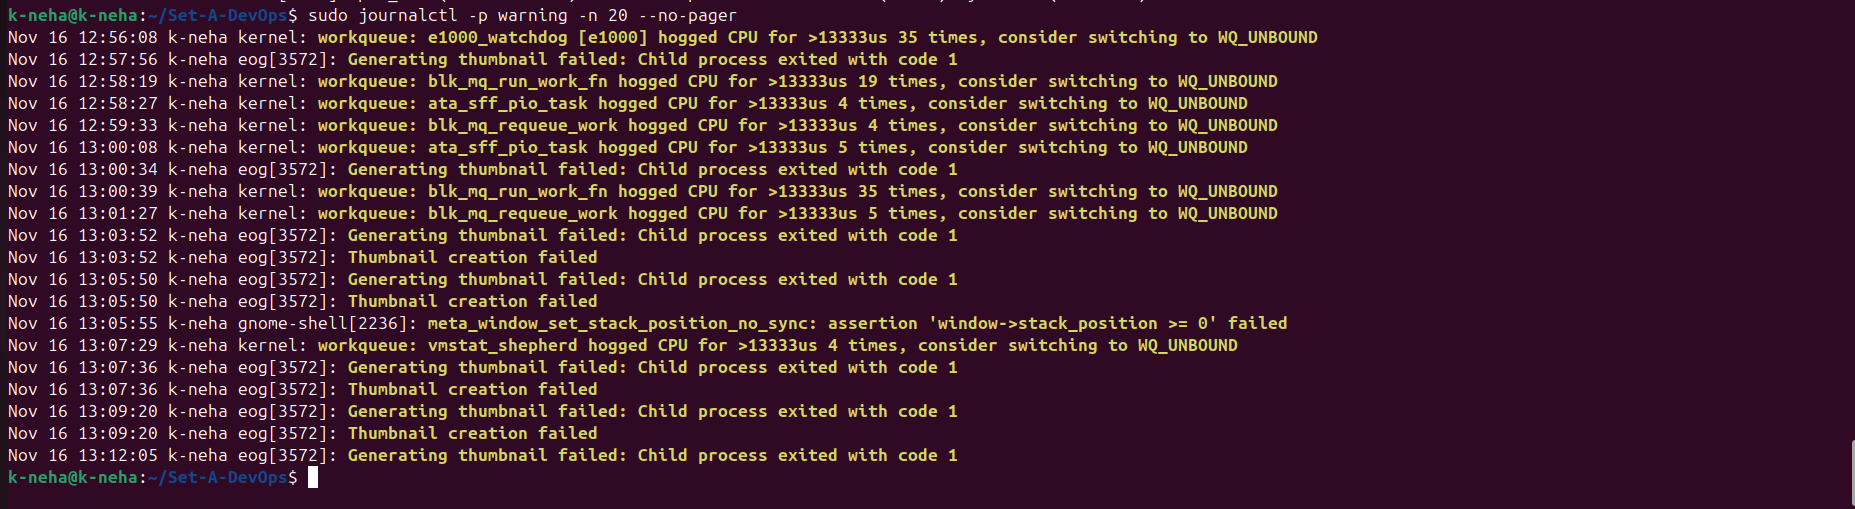 k-neha@k-neha:~/Set-A-DevOps$ sudo journalctl -p warning -n 20 --no-pager
Nov 16 12:56:08 k-neha kernel: workqueue: e1000_watchdog [e1000] hogged CPU for >13333us 35 times, consider switching to WQ_UNBOUND
Nov 16 12:57:56 k-neha eog[3572]: Generating thumbnail failed: Child process exited with code 1
Nov 16 12:58:19 k-neha kernel: workqueue: blk_mq_run_work_fn hogged CPU for >13333us 19 times, consider switching to WQ_UNBOUND
Nov 16 12:58:27 k-neha kernel: workqueue: ata_sff_pio_task hogged CPU for >13333us 4 times, consider switching to WQ_UNBOUND
Nov 16 12:59:33 k-neha kernel: workqueue: blk_mq_requeue_work hogged CPU for >13333us 4 times, consider switching to WQ_UNBOUND
Nov 16 13:00:08 k-neha kernel: workqueue: ata_sff_pio_task hogged CPU for >13333us 5 times, consider switching to WQ_UNBOUND
Nov 16 13:00:34 k-neha eog[3572]: Generating thumbnail failed: Child process exited with code 1
Nov 16 13:00:39 k-neha kernel: workqueue: blk_mq_run_work_fn hogged CPU for >13333us 35 times, consider switching to WQ_UNBOUND
Nov 16 13:01:27 k-neha kernel: workqueue: blk_mq_requeue_work hogged CPU for >13333us 5 times, consider switching to WQ_UNBOUND
Nov 16 13:03:52 k-neha eog[3572]: Generating thumbnail failed: Child process exited with code 1
Nov 16 13:03:52 k-neha eog[3572]: Thumbnail creation failed
Nov 16 13:05:50 k-neha eog[3572]: Generating thumbnail failed: Child process exited with code 1
Nov 16 13:05:50 k-neha eog[3572]: Thumbnail creation failed
Nov 16 13:05:55 k-neha gnome-shell[2236]: meta_window_set_stack_position_no_sync: assertion 'window->stack_position >= 0' failed
Nov 16 13:07:29 k-neha kernel: workqueue: vmstat_shepherd hogged CPU for >13333us 4 times, consider switching to WQ_UNBOUND
Nov 16 13:07:36 k-neha eog[3572]: Generating thumbnail failed: Child process exited with code 1
Nov 16 13:07:36 k-neha eog[3572]: Thumbnail creation failed
Nov 16 13:09:20 k-neha eog[3572]: Generating thumbnail failed: Child process exited with code 1
Nov 16 13:09:20 k-neha eog[3572]: Thumbnail creation failed
Nov 16 13:12:05 k-neha eog[3572]: Generating thumbnail failed: Child process exited with code 1
k-neha@k-neha:~/Set-A-DevOps$